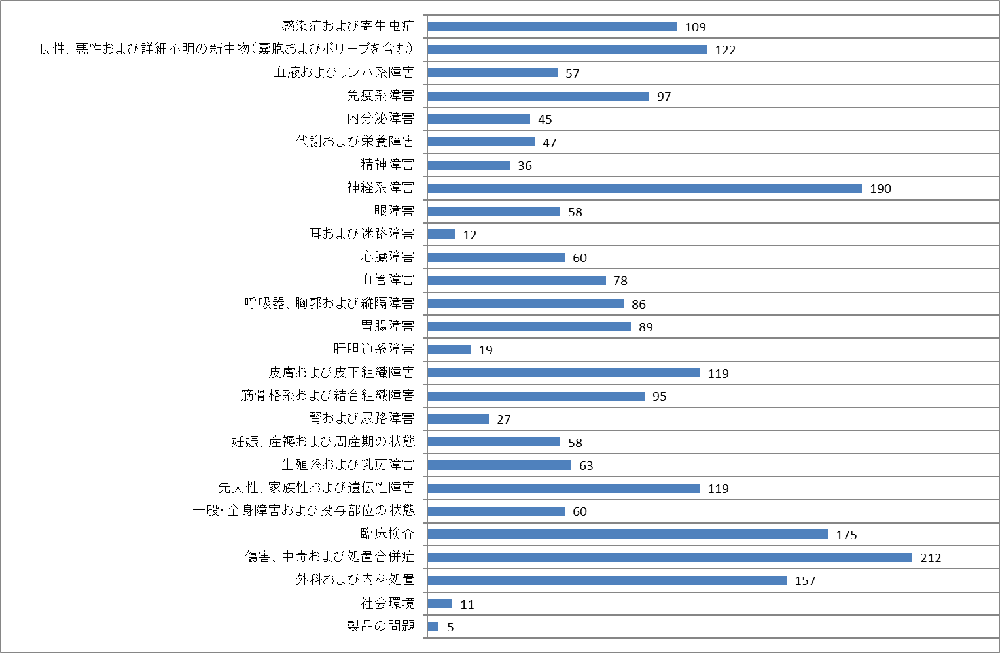 感染症および寄生虫症 109
良性、悪性および詳細不明の新生物（嚢胞およびポリープを含む） 122
血液およびリンパ系障害 57
免疫系障害 97
内分泌障害 45
代謝および栄養障害 47
精神障害 36
神経系障害 190
眼障害 58
耳および迷路障害 12
心臓障害 60
血管障害 78
呼吸器、胸郭および縦隔障害 86
胃腸障害 89
肝胆道系障害 19
皮膚および皮下組織障害 119
筋骨格系および結合組織障害 95
腎および尿路障害 27
妊娠、産褥および周産期の状態 58
生殖系および乳房障害 63
先天性、家族性および遺伝性障害 119
一般・全身障害および投与部位の状態 60
臨床検査 175
傷害、中毒および処置合併症 212
外科および内科処置 157
社会環境 11
製品の問題 5